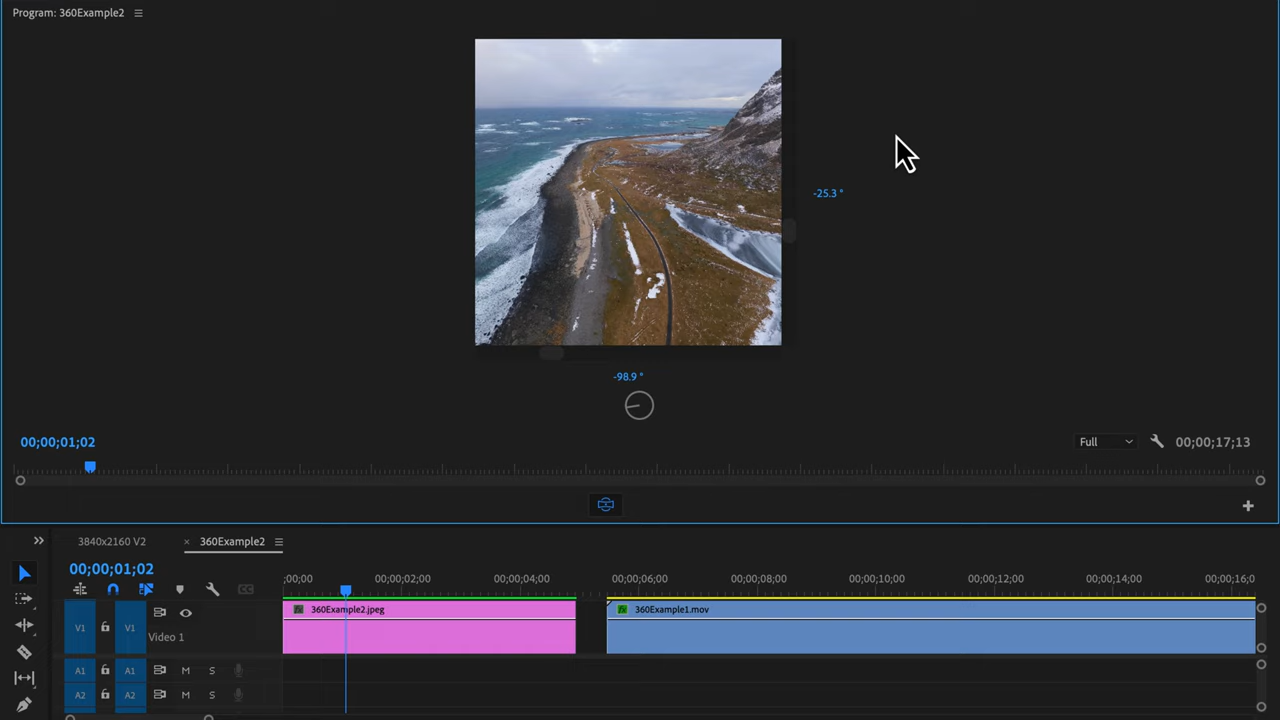 Program: 360Example2
-25.3 °
-98.9 °
00;00;01;02
Full
00;00;17;13
3840x2160 V2
× 360Example2
00;00;01;02
;00;00 00;00;02;00 00;00;04;00 00;00;06;00 00;00;08;00 00;00;10;00 00;00;12;00 00;00;14;00 00;00;16;0
CC
fx 360Example2.jpeg
fx 360Example1.mov
V1 V1 Video 1
A1 A1 M S
A2 A2 M S